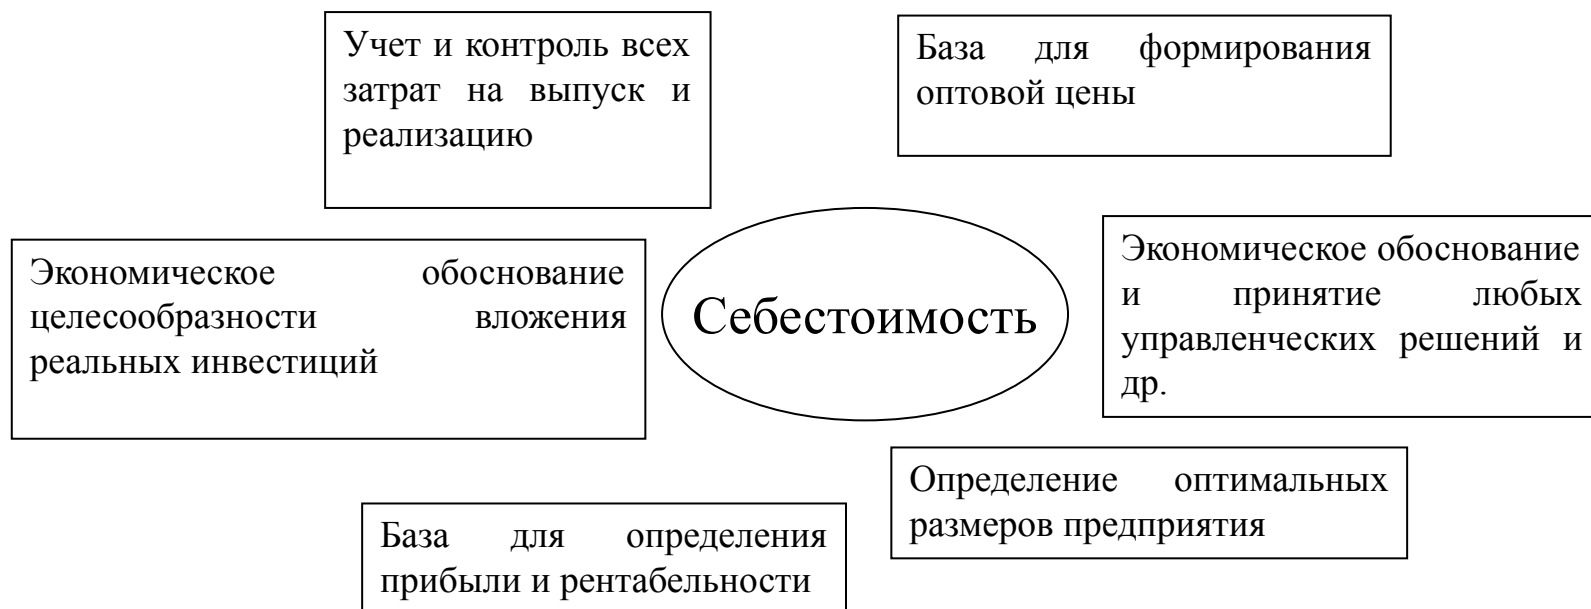 Учет и контроль всех
затрат на выпуск и
реализацию
База для формирования
оптовой цены
Экономическое обоснование
целесообразности вложения
реальных инвестиций
Себестоимость
Экономическое обоснование
и принятие любых
управленческих решений и
др.
База для определения
прибыли и рентабельности
Определение оптимальных
размеров предприятия